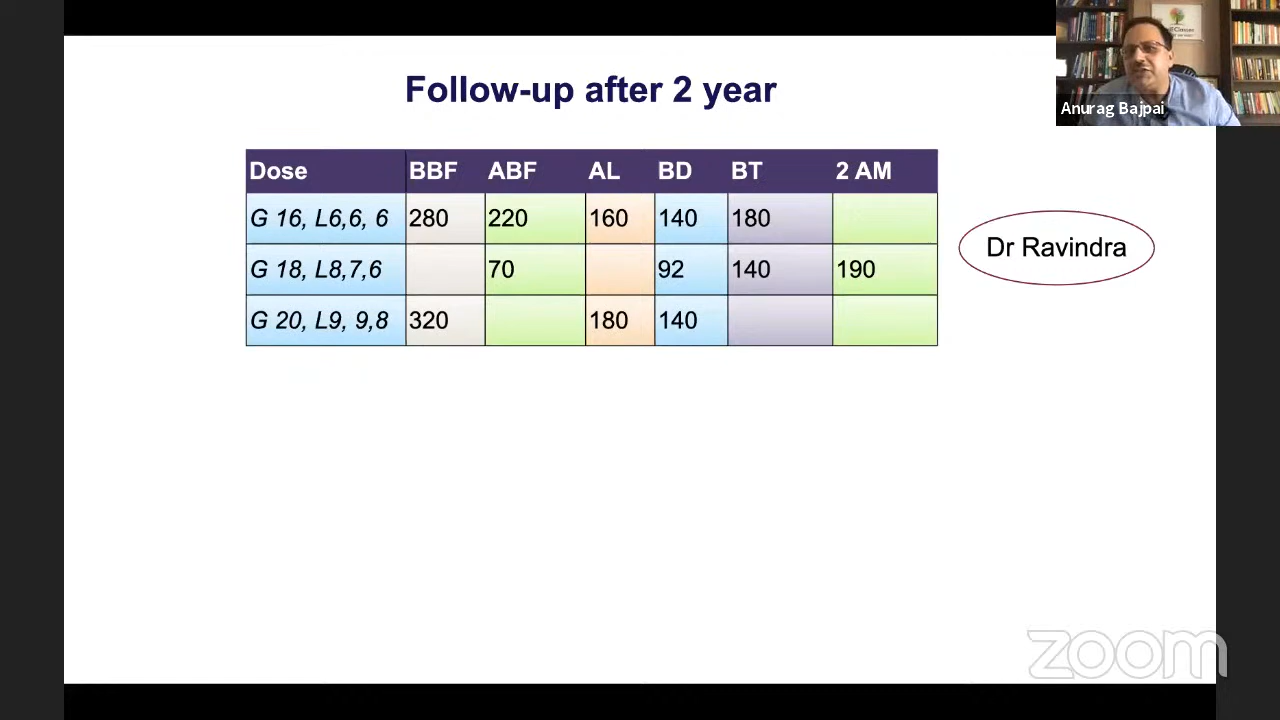 Follow-up after 2 year
Anurag Bajpai
Dose BBF ABF AL BD BT 2 AM
G 16, L6,6, 6 280 220 160 140 180
G 18, L8,7,6 70 92 140 190
G 20, L9, 9,8 320 180 140
Dr Ravindra
zoom